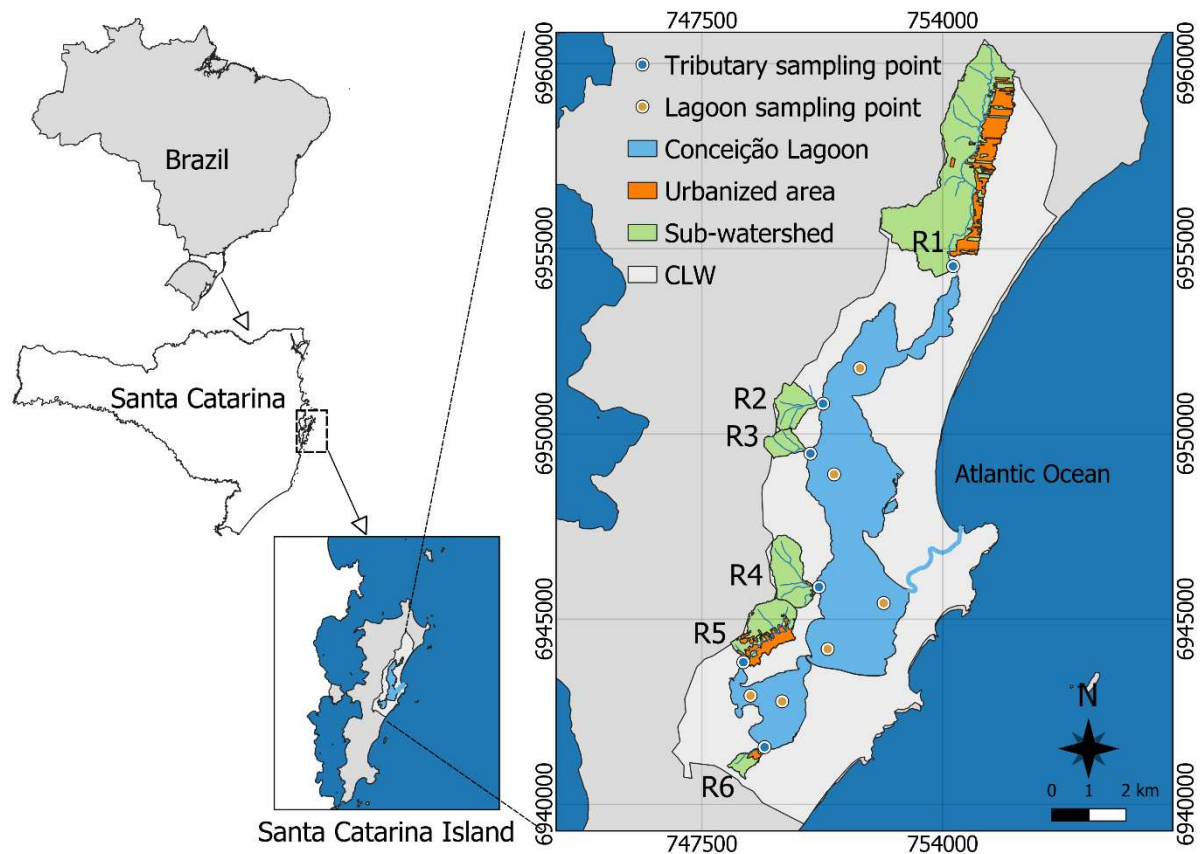 Brazil
Santa Catarina
Santa Catarina Island
747500 754000
6960000
6955000
6950000
6945000
6940000
Tributary sampling point
Lagoon sampling point
Conceição Lagoon
Urbanized area
Sub-watershed
CLW
R1
R2
R3
R4
R5
R6
Atlantic Ocean
N
0 1 2 km
6960000
6955000
6950000
6945000
6940000
747500 754000